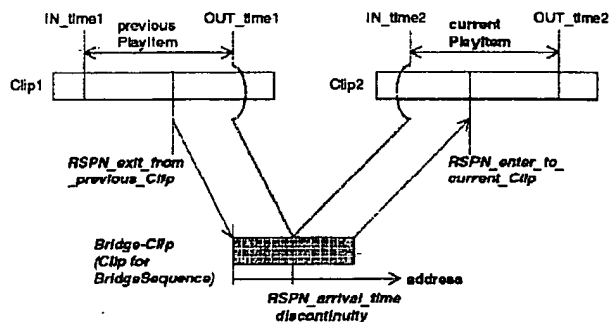 IN_time1
previous
PlayItem
OUT_time1
IN_time2
current
PlayItem
OUT_time2
Clip1
Clip2
RSPN_exit_from
_previous_Clip
RSPN_enter_to_
current_Clip
Bridge-Clip
(Clip for
BridgeSequence)
address
RSPN_arrival_time
discontinuity